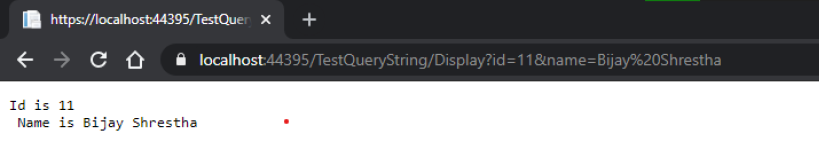 https://localhost:44395/TestQuery
localhost:44395/TestQueryString/Display?id=11&name=Bijay%20Shrestha
Id is 11
Name is Bijay Shrestha